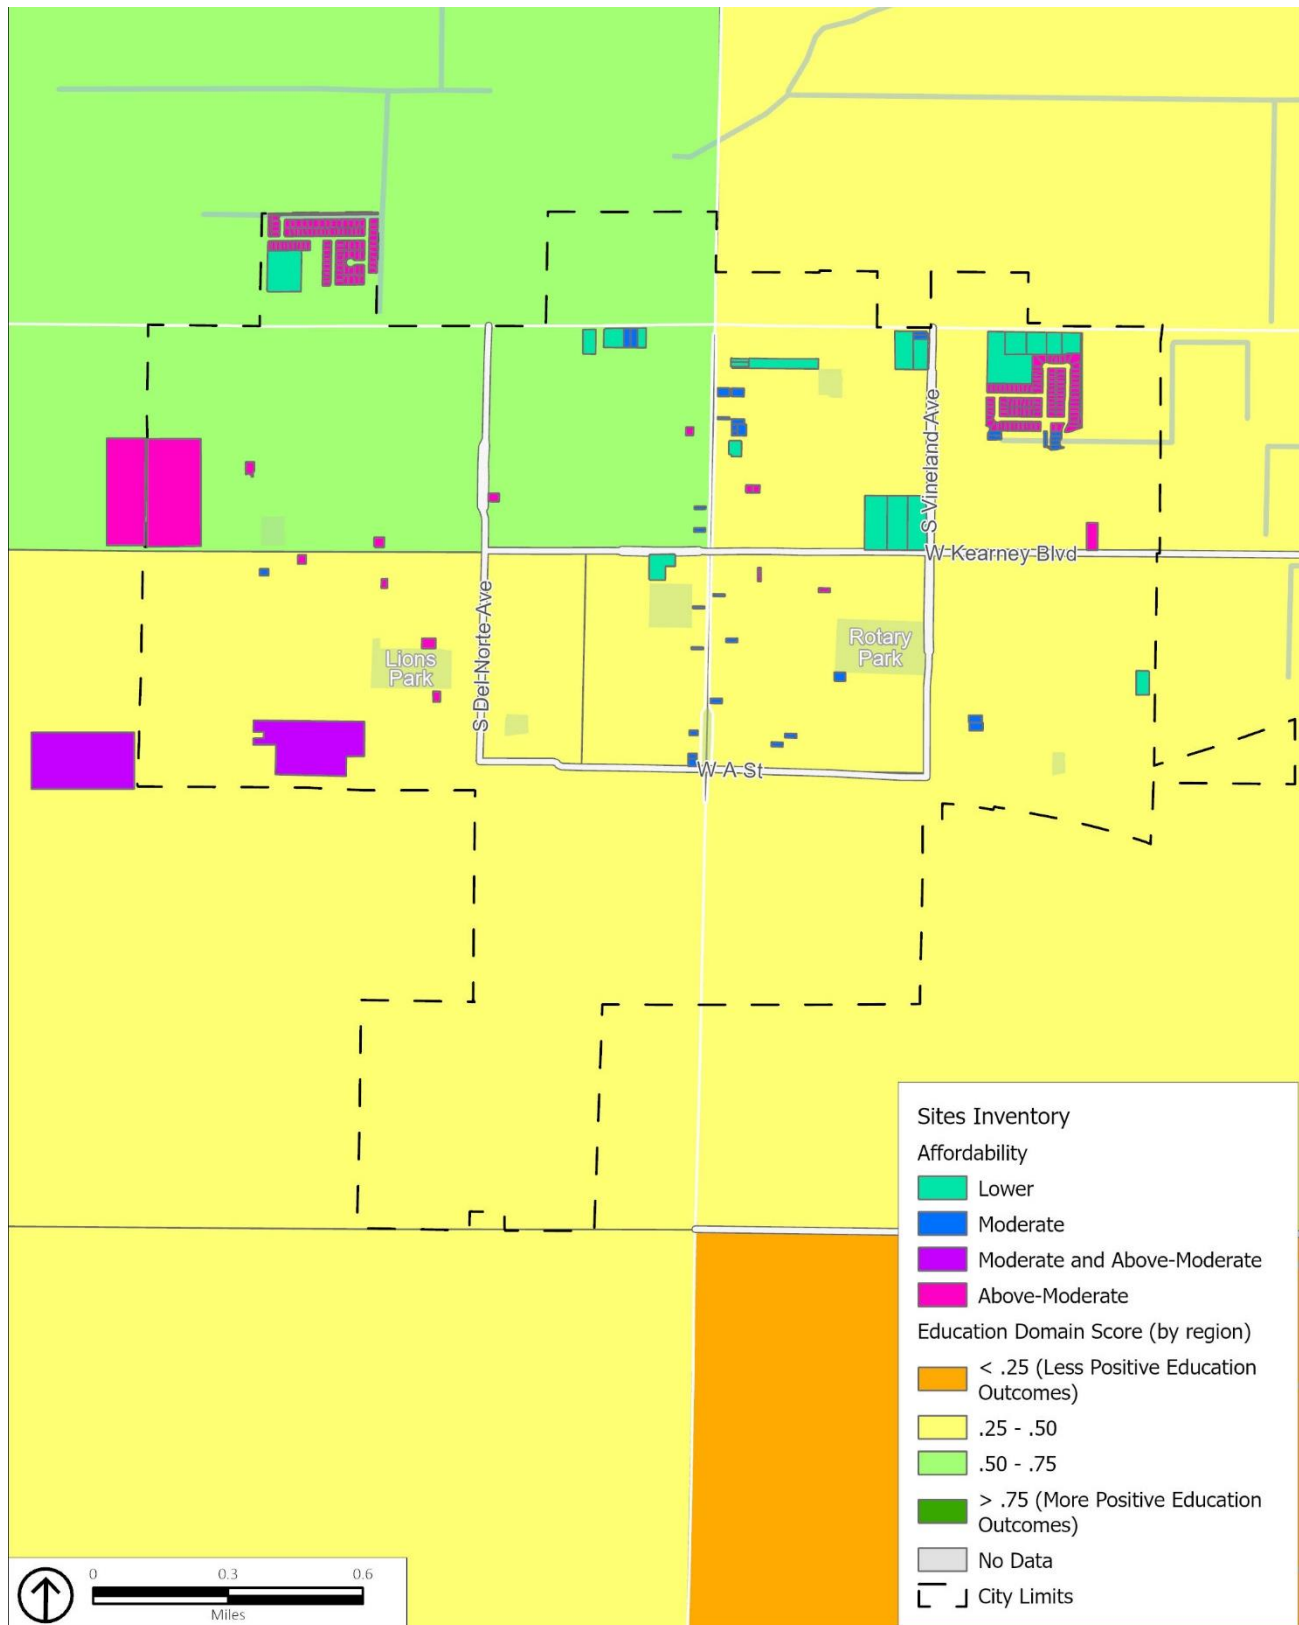 S Vineland Ave
W Kearney Blvd
S Del Norte Ave
Rotary
Park
Lions
Park
W A St
Sites Inventory
Affordability
Lower
Moderate
Moderate and Above-Moderate
Above-Moderate
Education Domain Score (by region)
< .25 (Less Positive Education
Outcomes)
.25 - .50
.50 - .75
> .75 (More Positive Education
Outcomes)
No Data
City Limits
0 0.3 0.6
Miles